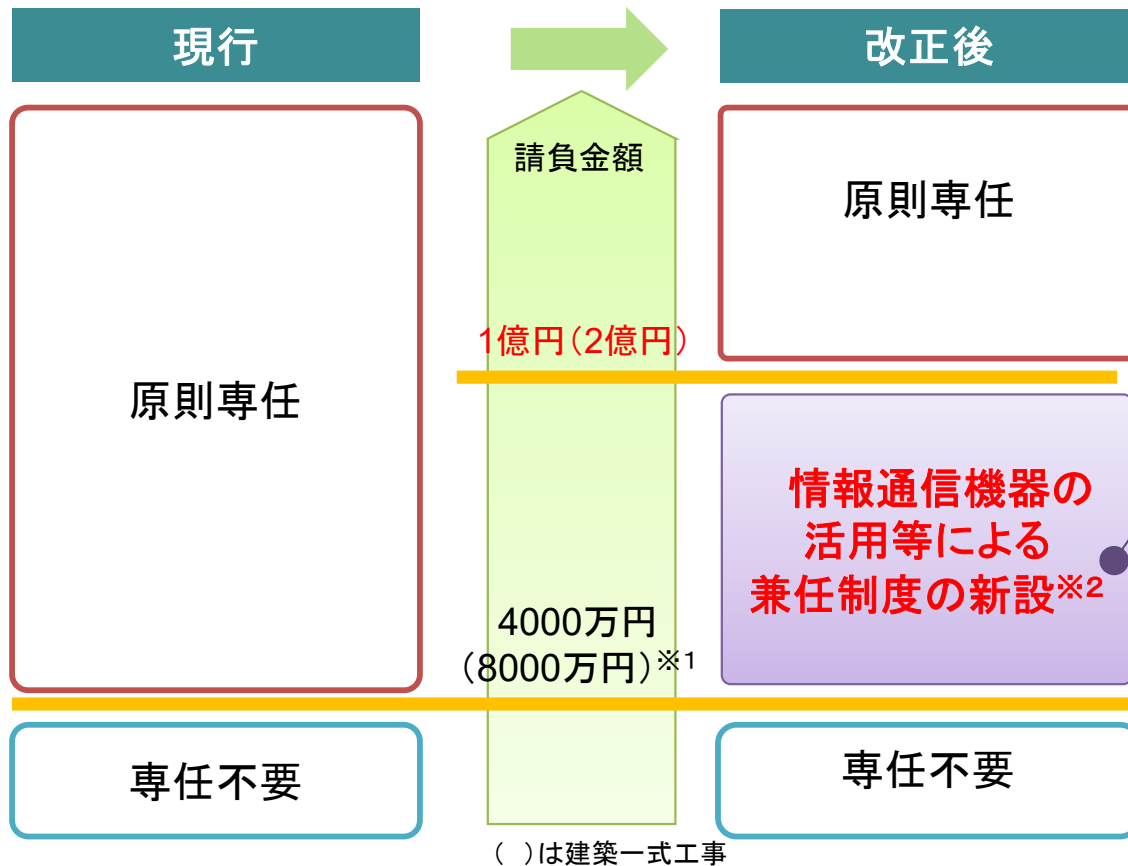 現行
改正後
請負金額
原則専任
原則専任
1億円(2億円)
情報通信機器の
活用等による
兼任制度の新設※2
4000万円
(8000万円)※1
専任不要
専任不要
( )は建築一式工事